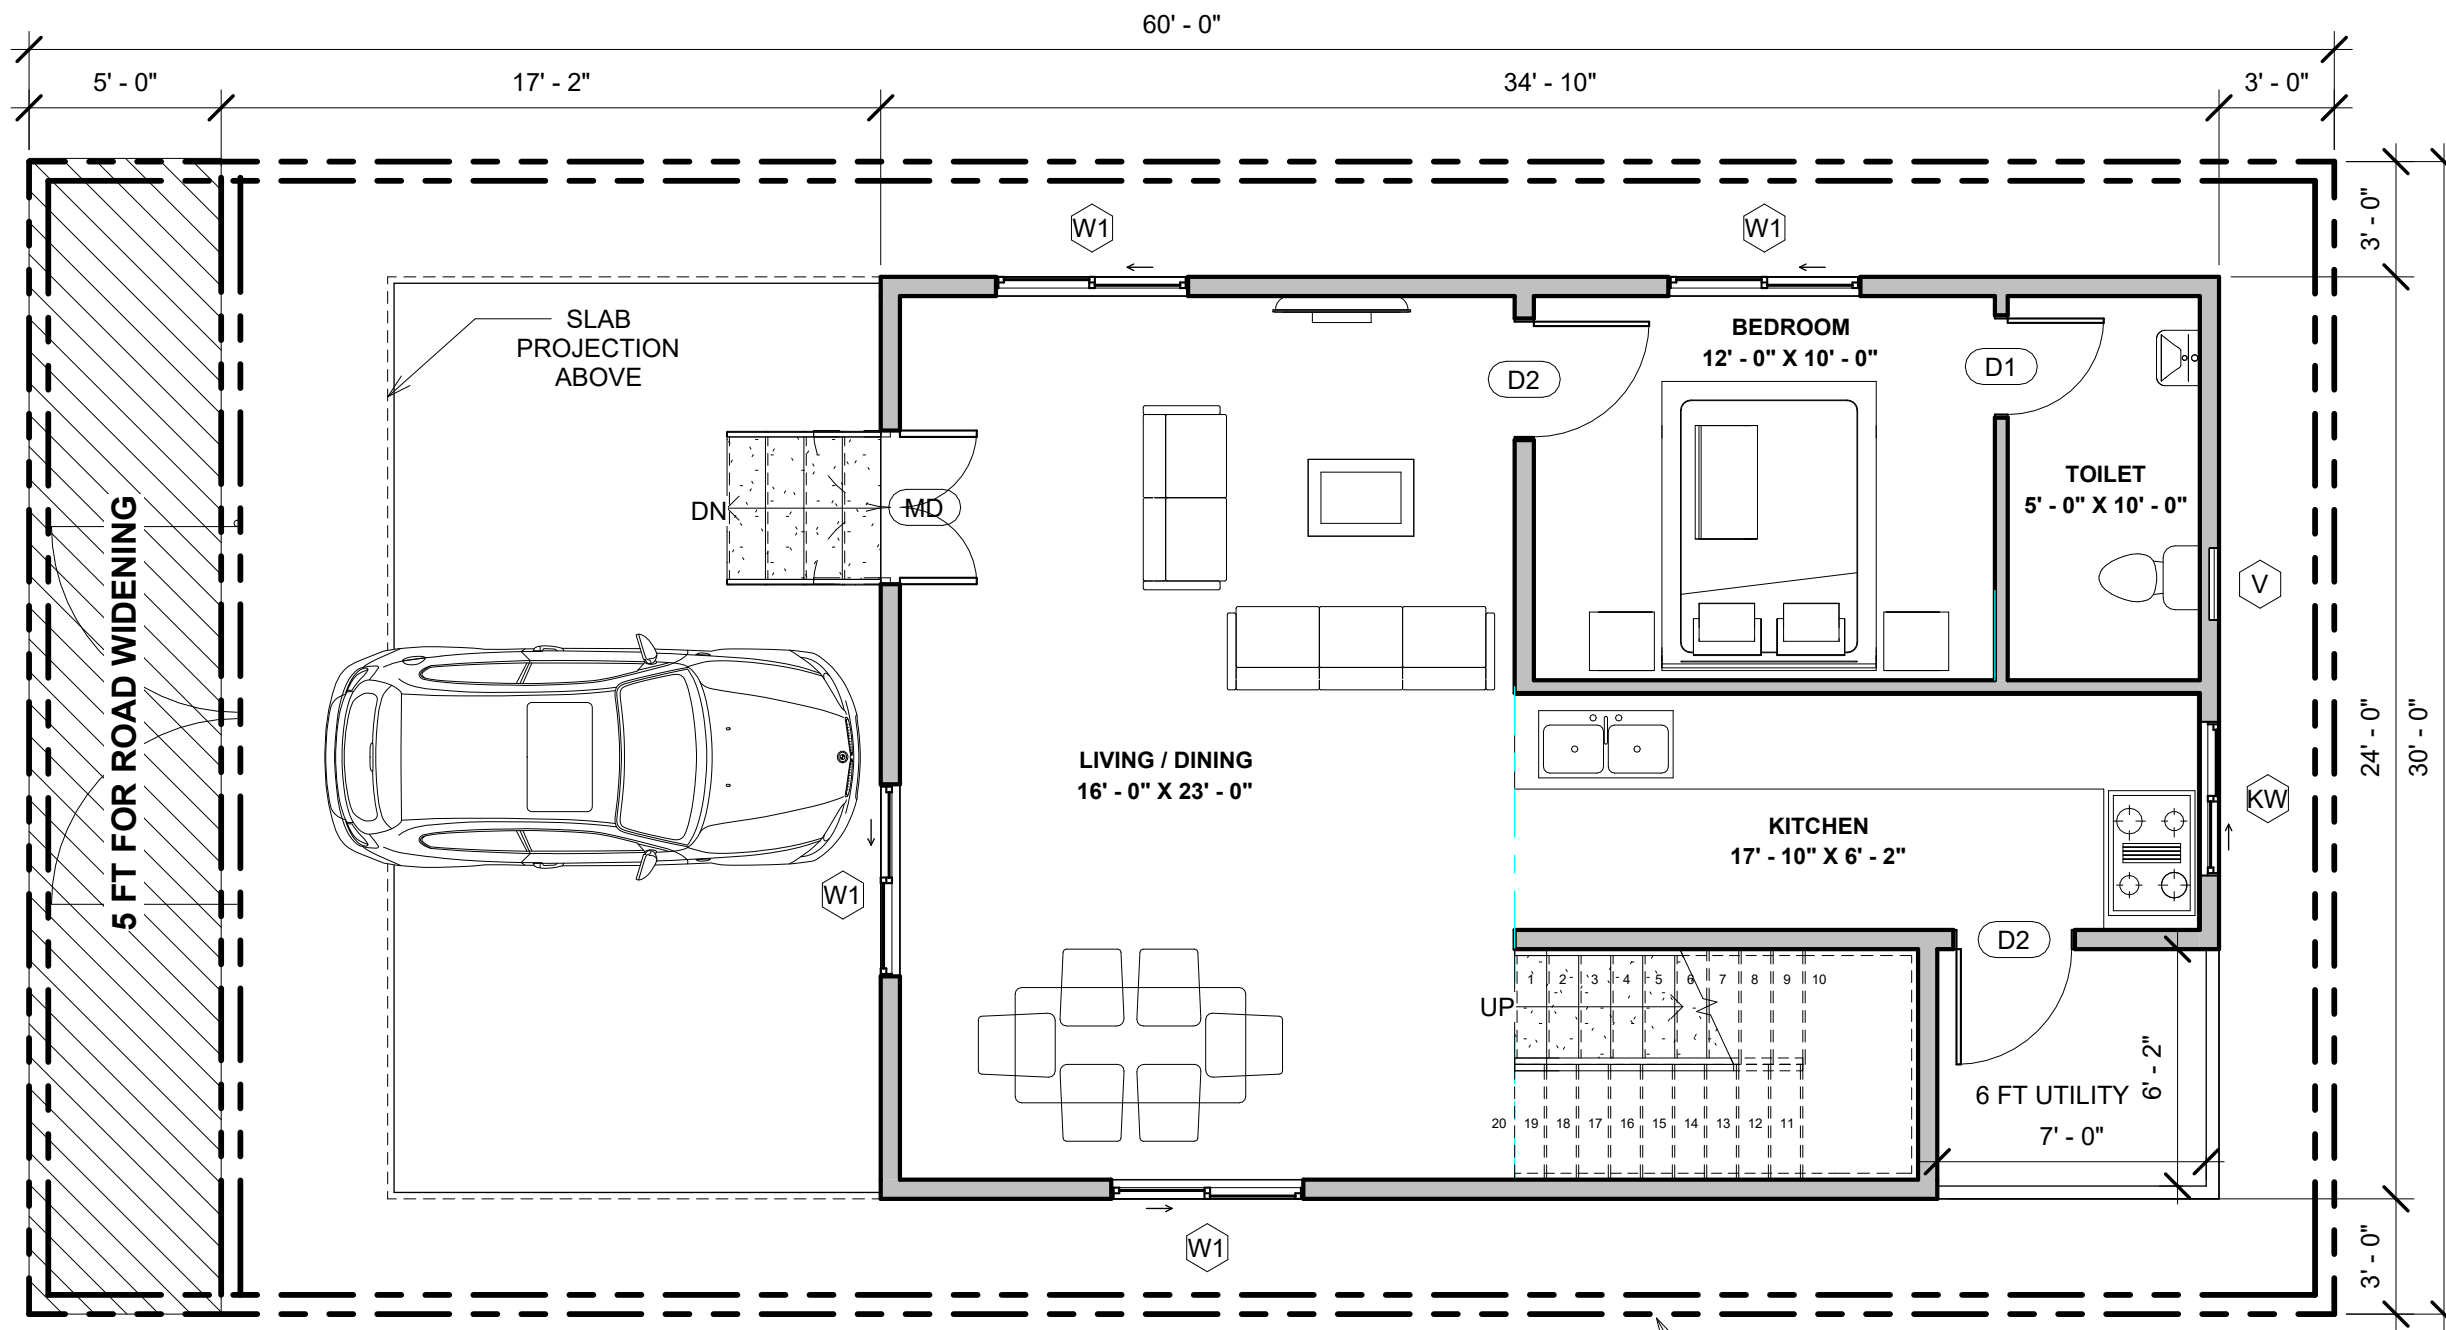 60' - 0"
5' - 0"
17' - 2"
34' - 10"
3' - 0"
3' - 0"
W1
W1
SLAB
PROJECTION
ABOVE
BEDROOM
12' - 0" X 10' - 0"
D2
D1
TOILET
5' - 0" X 10' - 0"
DN
MD
V
5 FT FOR ROAD WIDENING
24' - 0"
30' - 0"
LIVING / DINING
16' - 0" X 23' - 0"
KITCHEN
17' - 10" X 6' - 2"
KW
W1
D2
1 2 3 4 5 6 7 8 9 10
UP
6' - 2"
6 FT UTILITY
20 19 18 17 16 15 14 13 12 11
7' - 0"
W1
3' - 0"